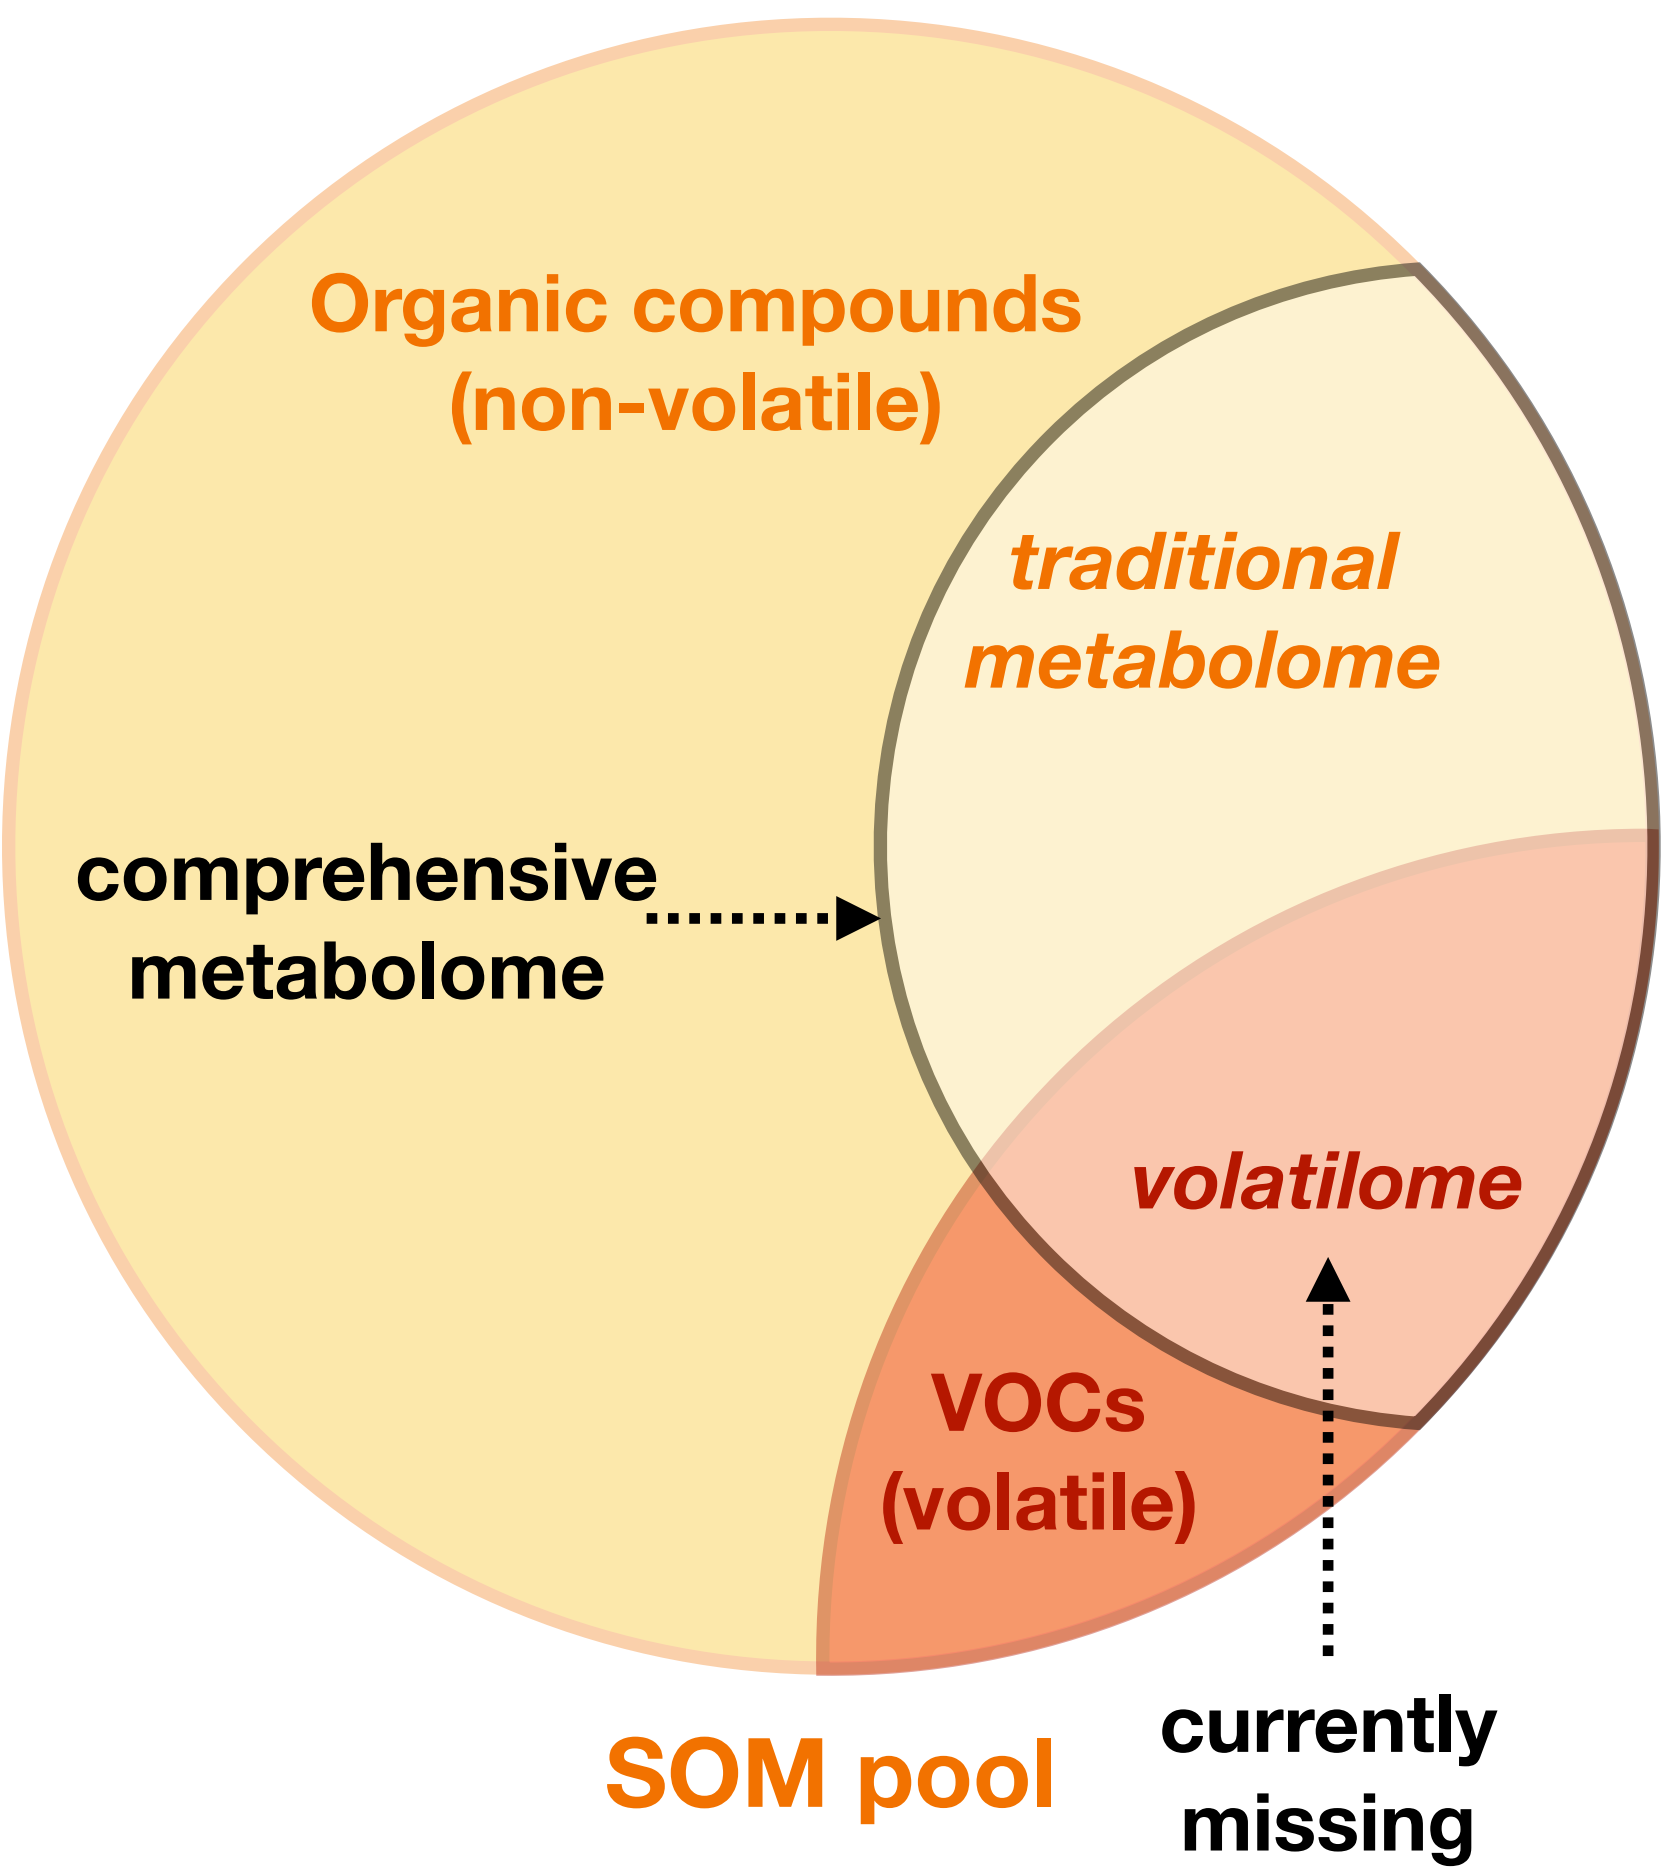 Organic compounds
(non-volatile)
traditional
metabolome
comprehensive
metabolome
volatilome
VOCs
(volatile)
SOM pool
currently
missing